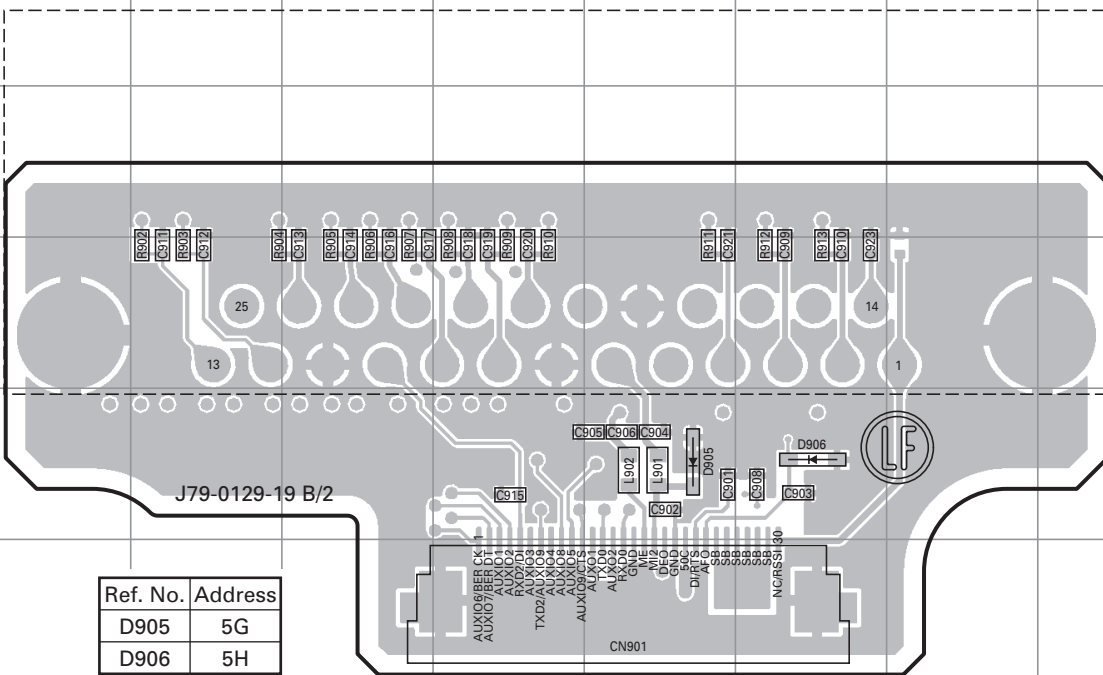 R902 C911 R903 C912 R904 C913 R905 C914 R906 C916 R907 C917 R908 C918 C919 R909 C920 R910 R911 C921 R912 C909 R913 C910 C923
25 14
13 1
C905 C906 C904
D906
D905
L902 L901
LF
J79-0129-19 B/2
C915
C901 C908 C903
C902
AUXIO6/BER CK 1
AUXIO7/BER DT
AUXIO1
AUXIO2
RXD2/DI
AUXIO3
TXD2/AUXIO9
AUXIO4
AUXIO8
AUXIO5
AUXIO9/CTS
AUXO1
TXD0
AUXO2
RXD0
GND
ME
MI2
DEO
GND
50C
DI/RTS
AFO
SB
SB
SB
SB
SB
SB
NC/RSSI 30
CN901
Ref. No. Address
D905 5G
D906 5H